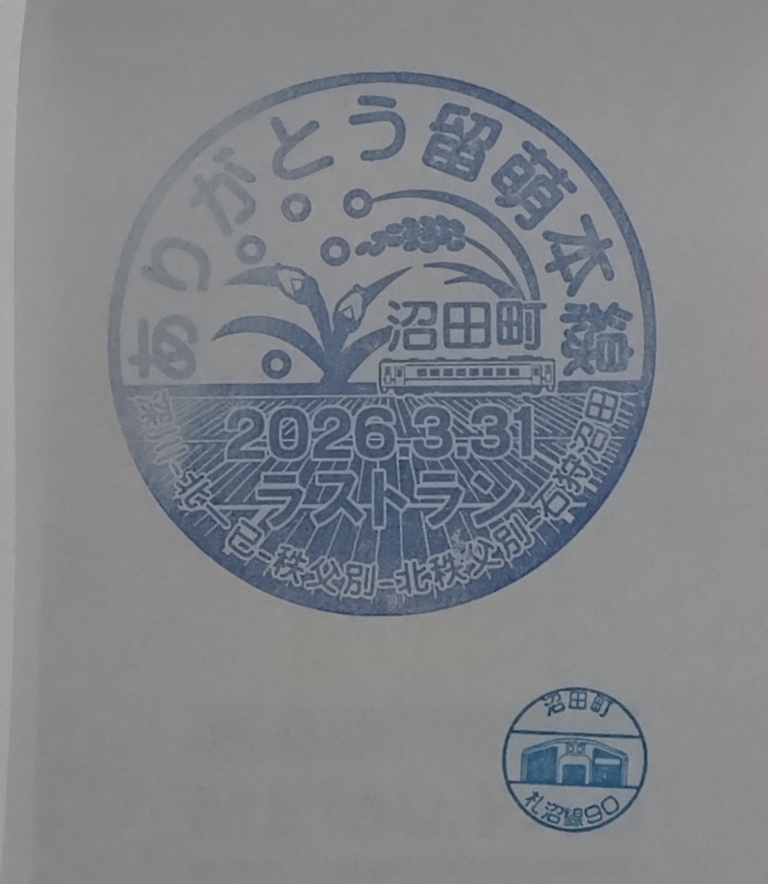 ありがとう留萌本線
沼田町
2026.3.31
ラストラン
深川-北一已-秩父別-北秩父別-石狩沼田
沼田町
札沼線90